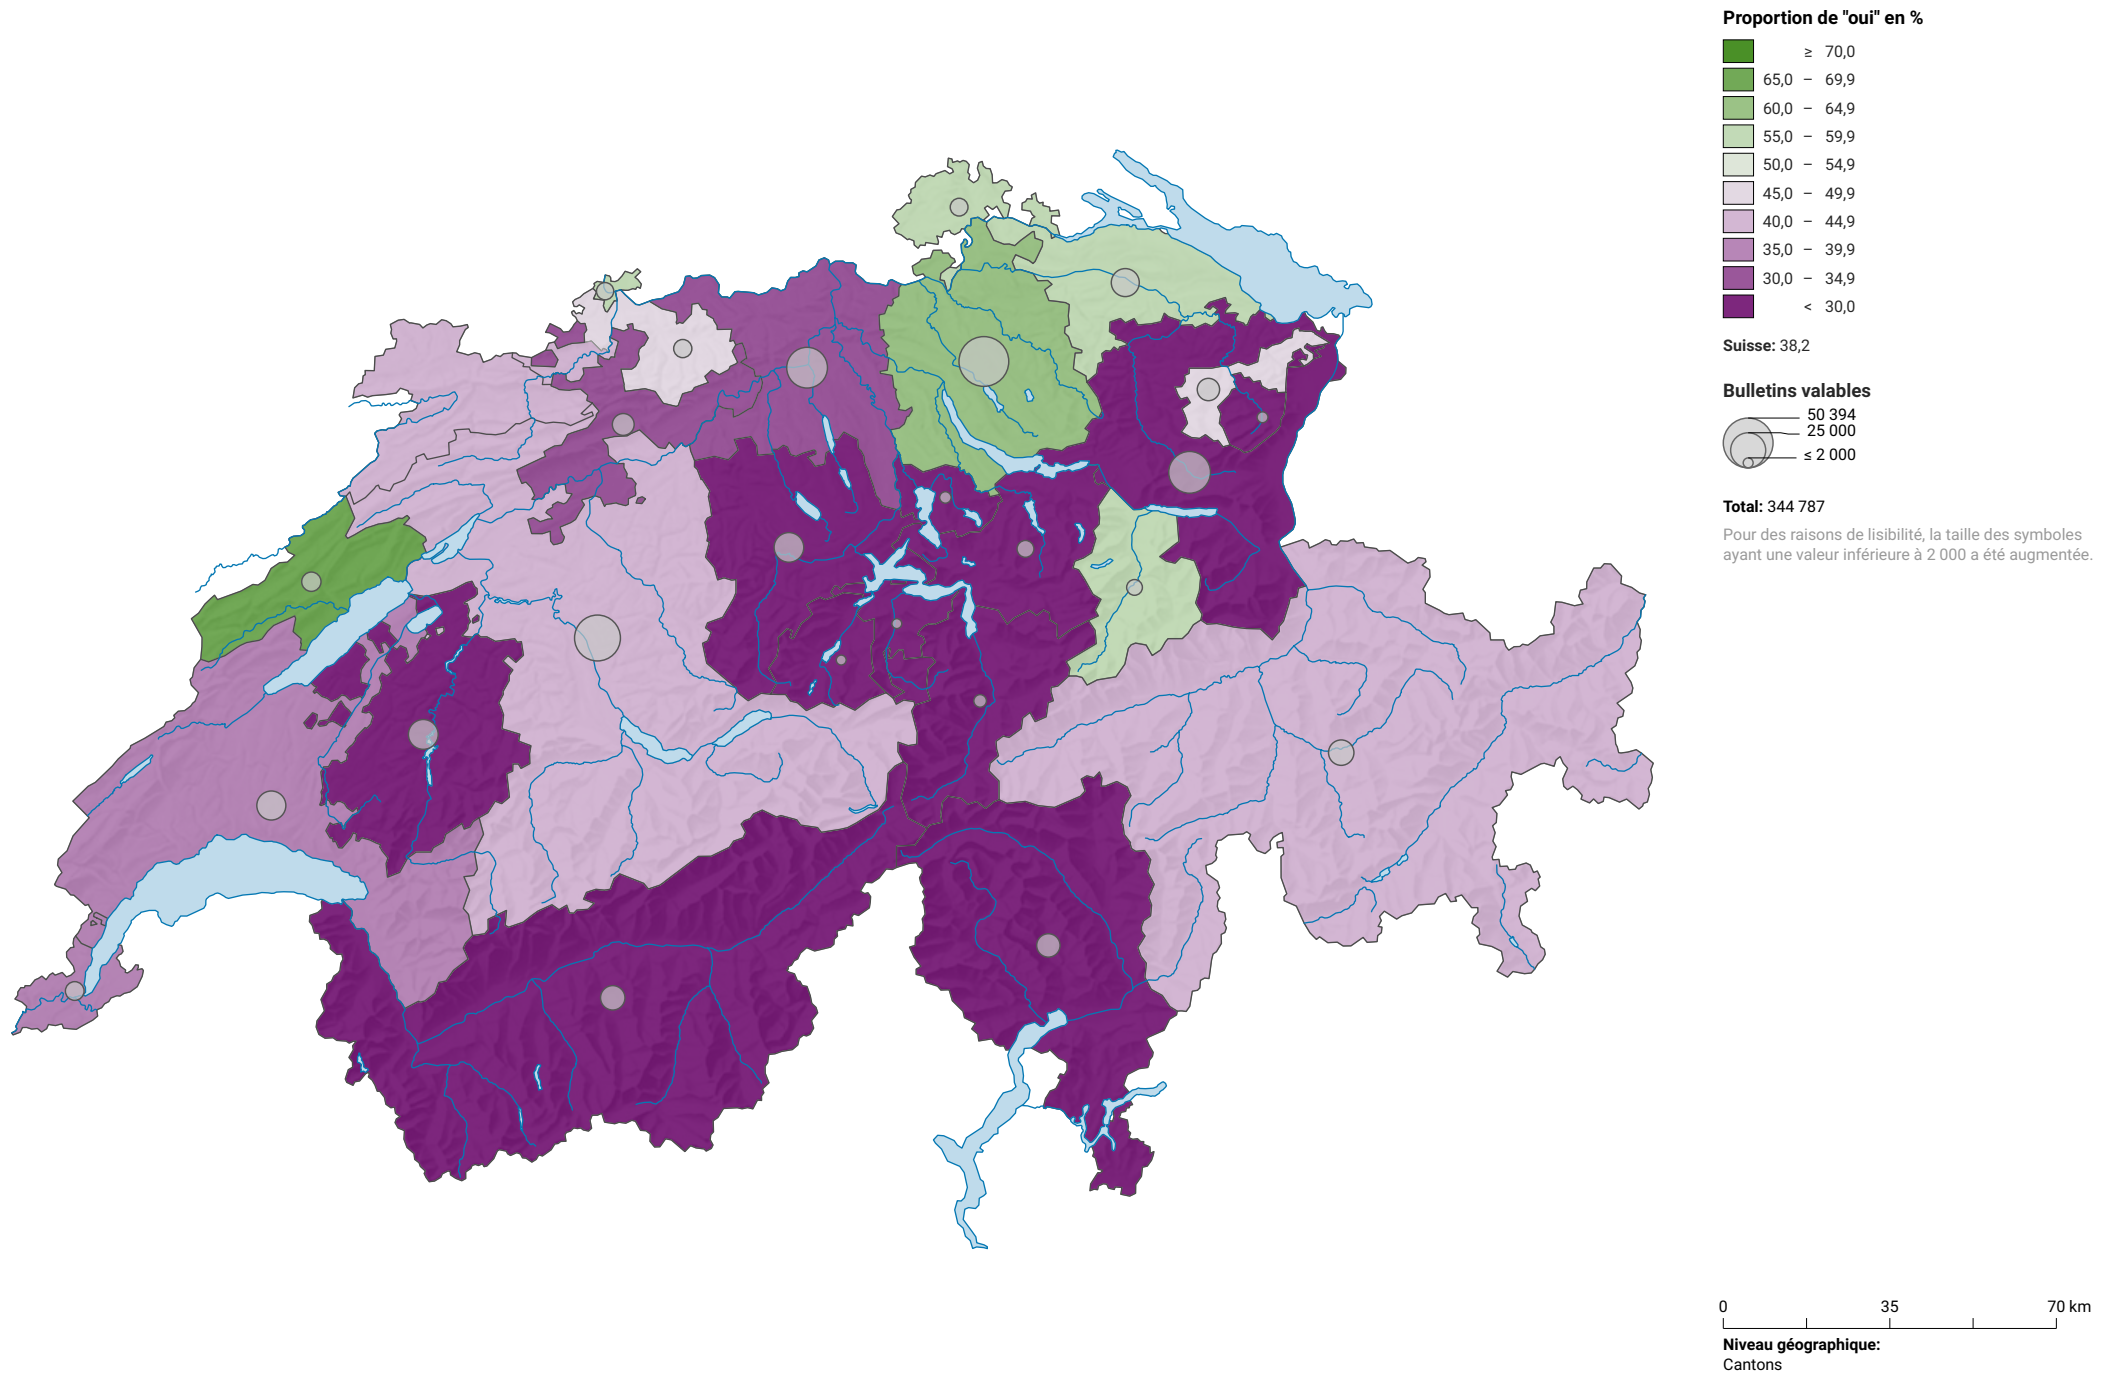 Proportion de "oui" en %
≥ 70,0
65,0 – 69,9
60,0 – 64,9
55,0 – 59,9
50,0 – 54,9
45,0 – 49,9
40,0 – 44,9
35,0 – 39,9
30,0 – 34,9
< 30,0
Suisse: 38,2
Bulletins valables
50 394
25 000
≤ 2 000
Total: 344 787
Pour des raisons de lisibilité, la taille des symboles
ayant une valeur inférieure à 2 000 a été augmentée.
0 35 70 km
Niveau géographique:
Cantons